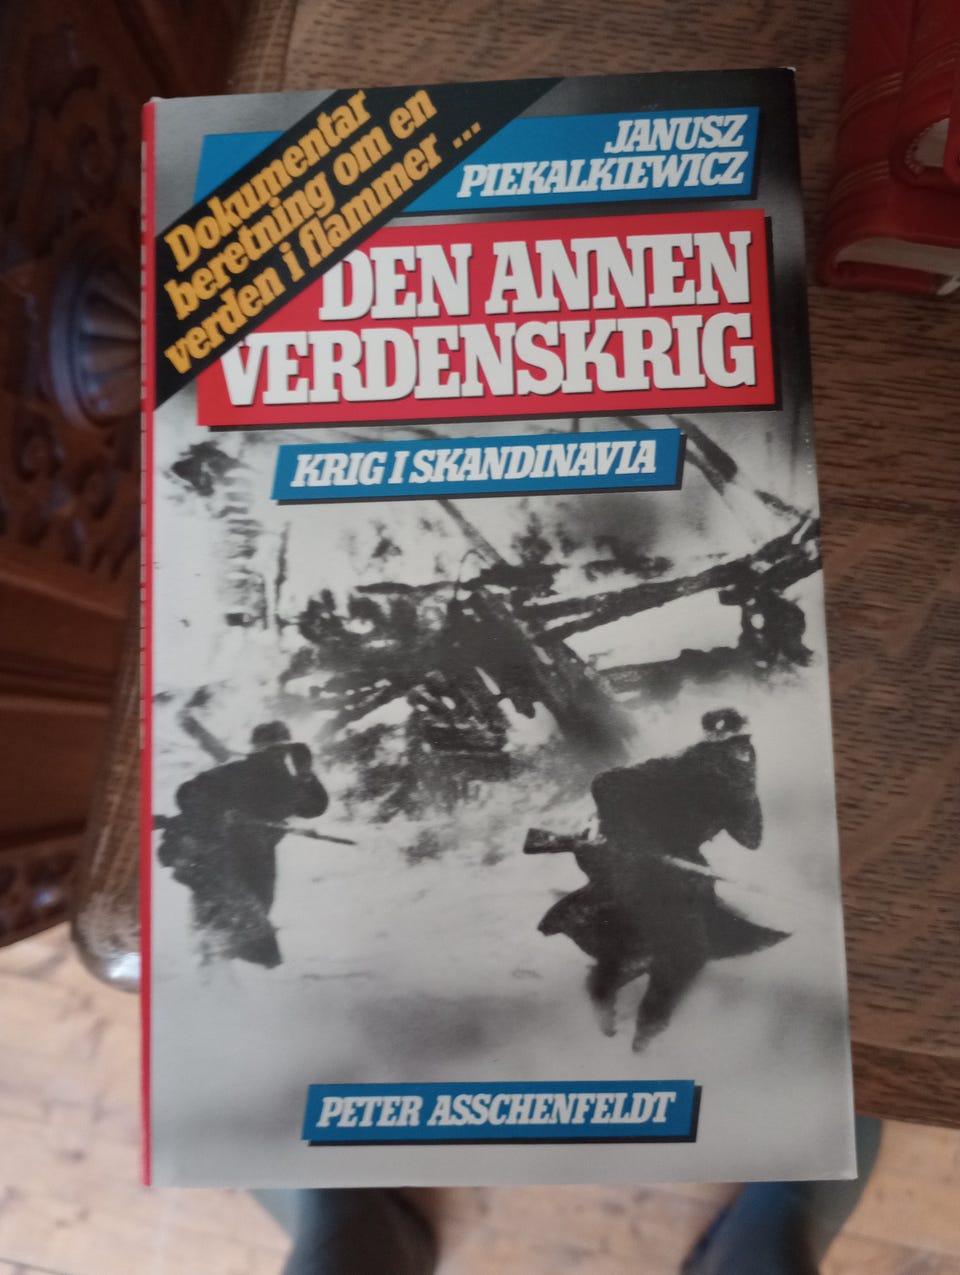 Dokumentar
beretning om en
verden i flammer ...
JANUSZ
PIEKALKIEWICZ
DEN ANNEN
VERDENSKRIG
KRIG I SKANDINAVIA
PETER ASSCHENFELDT